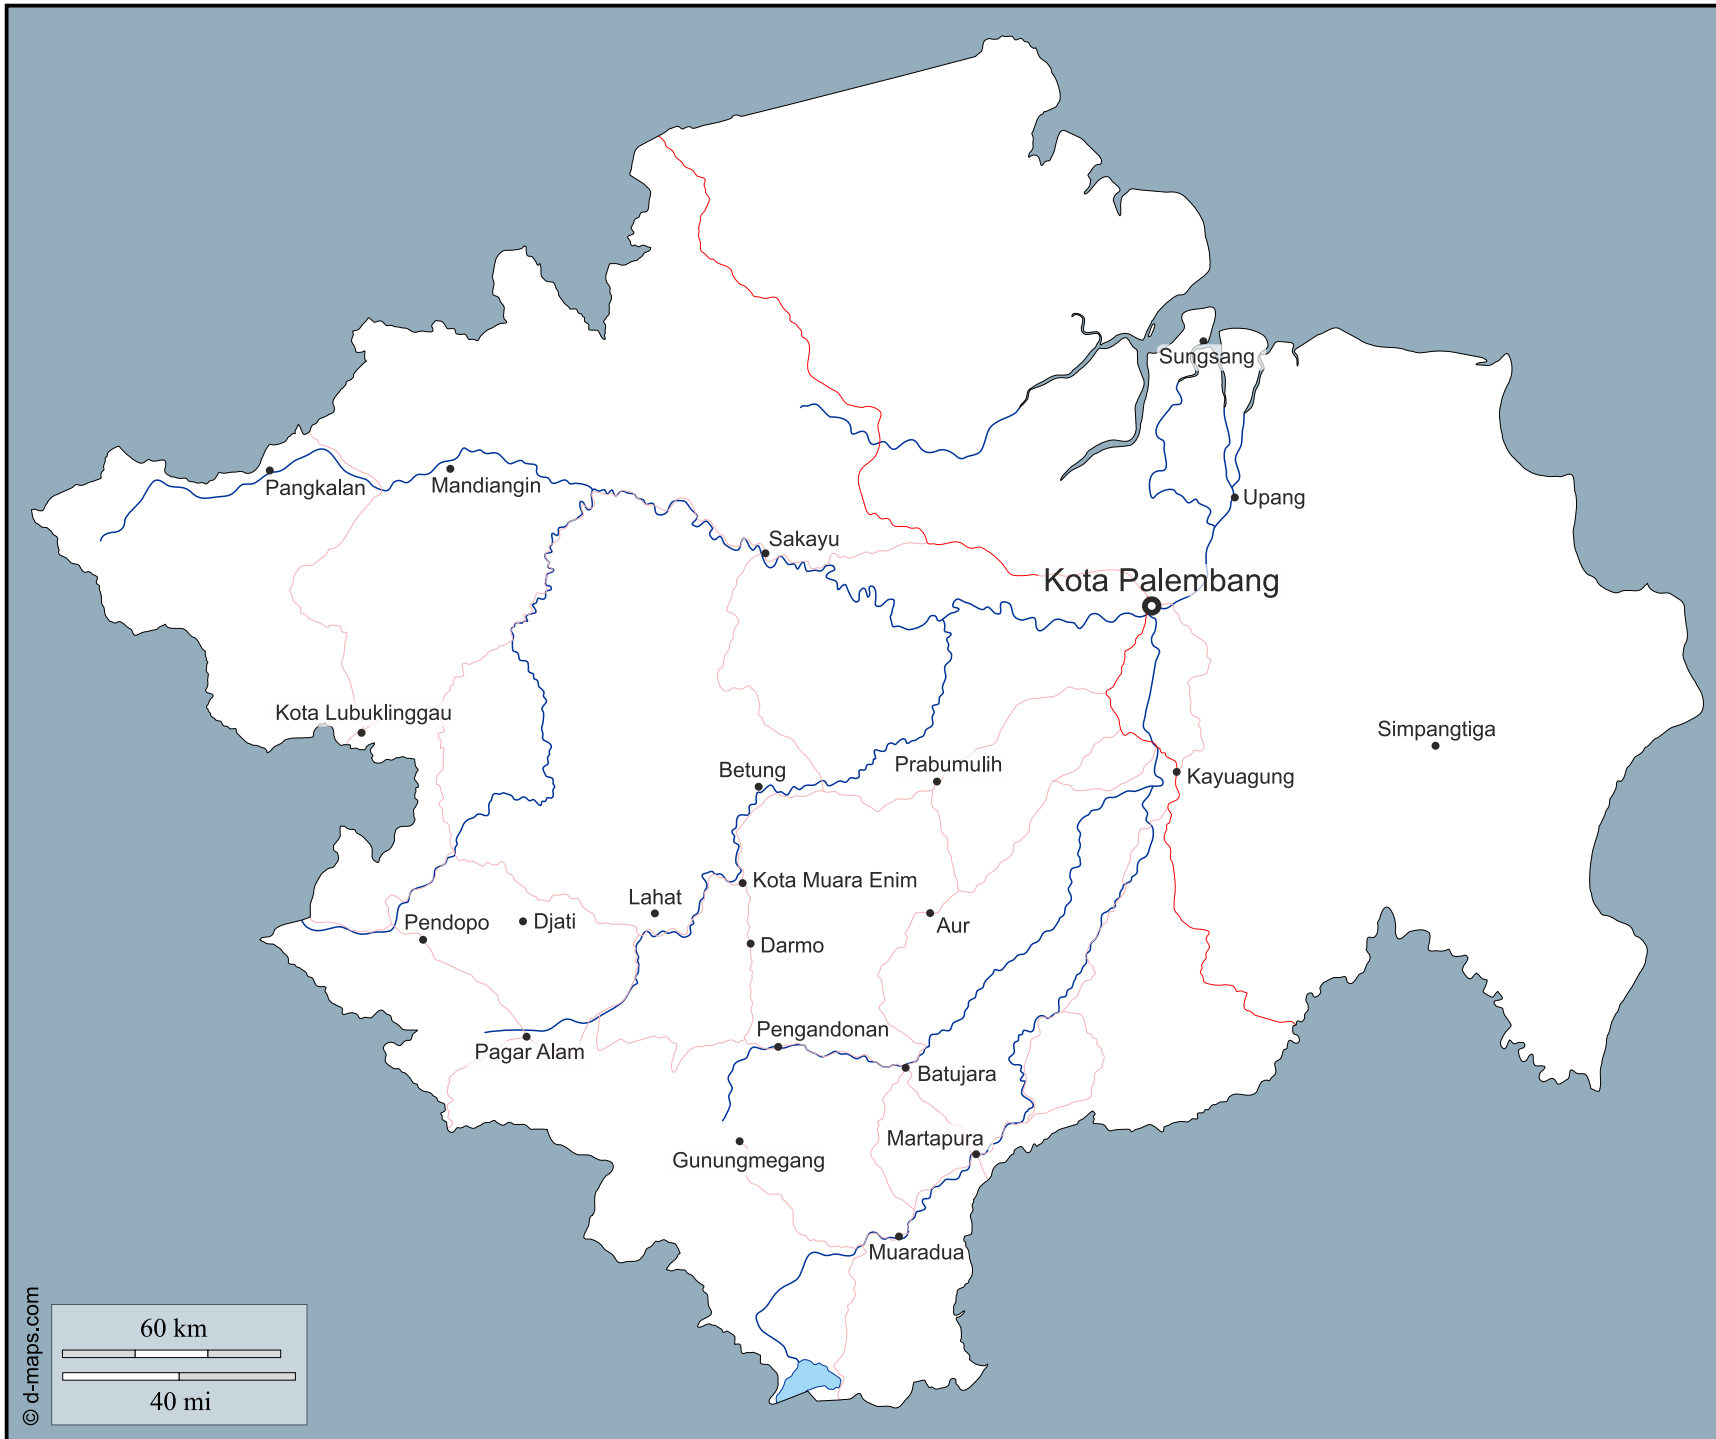 Sungsang
Pangkalan
Mandiangin
Upang
Sakayu
Kota Palembang
Kota Lubuklinggau
Simpangtiga
Betung
Prabumulih
Kayuagung
Kota Muara Enim
Lahat
Pendopo
Djati
Aur
Darmo
Pengandonan
Pagar Alam
Batujara
Martapura
Gunungmegang
Muaradua
60 km
40 mi
© d-maps.com